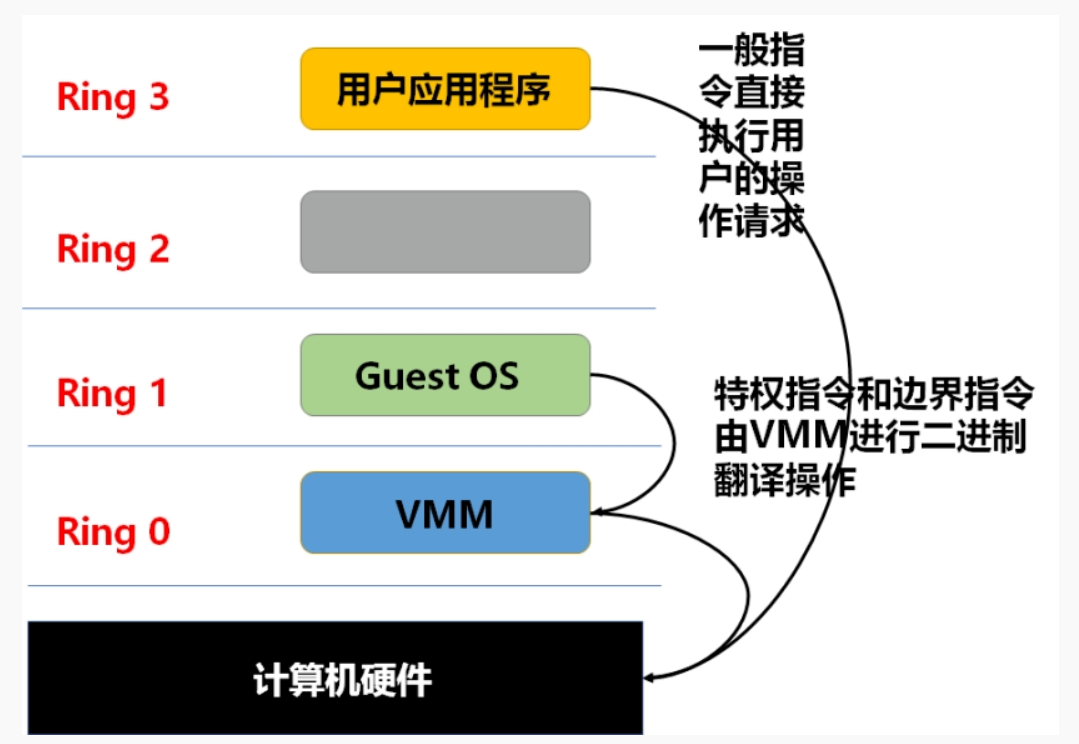 Ring 3
用户应用程序
一般指
令直接
执行用
户的操
作请求
Ring 2
Ring 1
Guest OS
特权指令和边界指令
由VMM进行二进制
翻译操作
Ring 0
VMM
计算机硬件